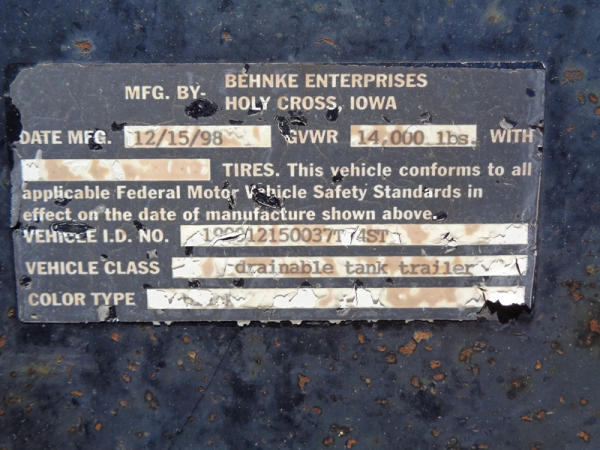 MFG. BY- BEHNKE ENTERPRISES
HOLY CROSS, IOWA
DATE MFG. 12/15/98 GVWR 14,000 lbs. WITH
TIRES. This vehicle conforms to all
applicable Federal Motor Vehicle Safety Standards in
effect on the date of manufacture shown above.
VEHICLE I.D. NO.
VEHICLE CLASS drainable tank trailer
COLOR TYPE